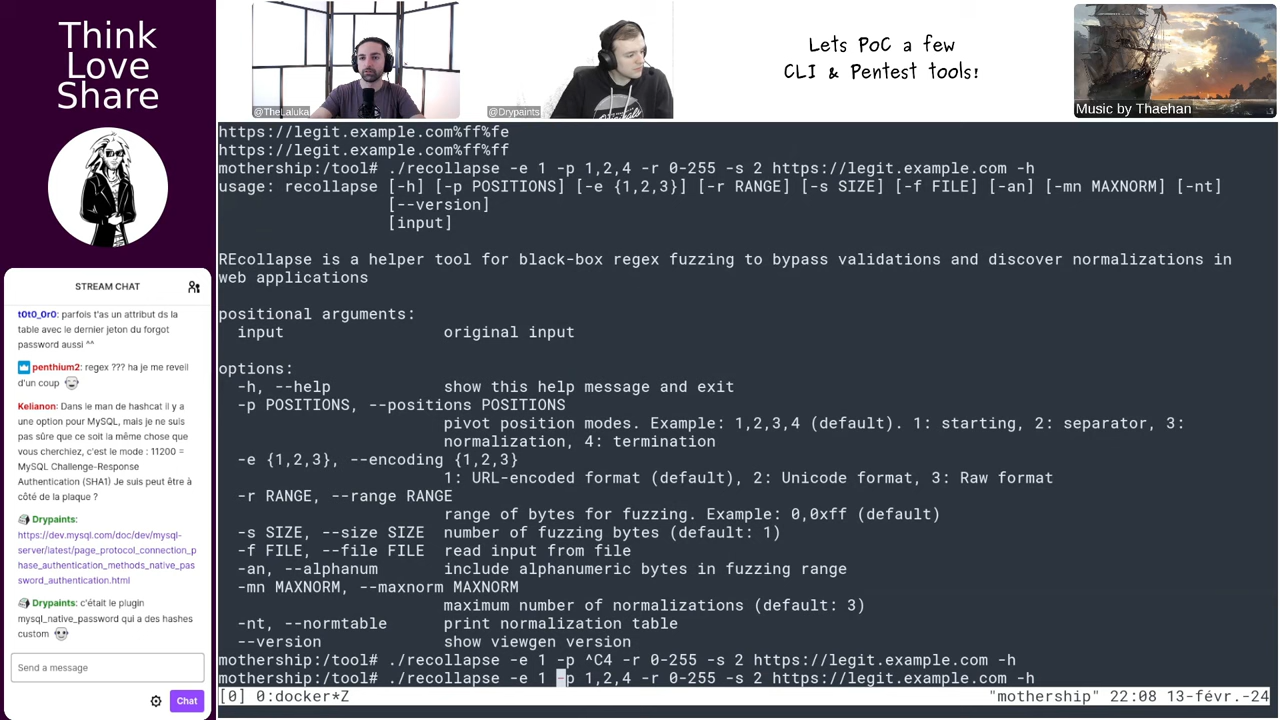 Think
Love
Share
@TheLaluka
@Drypaints
Lets PoC a few
CLI & Pentest tools!
Music by Thaehan
STREAM CHAT
t0t0_0r0: parfois t'as un attribut ds la
table avec le dernier jeton du forgot
password aussi ^^
penthium2: regex ??? ha je me reveil
d'un coup
Kelianon: Dans le man de hashcat il y a
une option pour MySQL, mais je ne suis
pas sûre que ce soit la même chose que
vous cherchiez, c'est le mode : 11200 =
MySQL Challenge-Response
Authentication (SHA1) Je suis peut être à
côté de la plaque ?
Drypaints:
https://dev.mysql.com/doc/dev/mysql-
server/latest/page_protocol_connection_p
hase_authentication_methods_native_pas
sword_authentication.html
Drypaints: c'était le plugin
mysql_native_password qui a des hashes
custom
Send a message
Chat
https://legit.example.com%ff%fe
https://legit.example.com%ff%ff
mothership:/tool# ./recollapse -e 1 -p 1,2,4 -r 0-255 -s 2 https://legit.example.com -h
usage: recollapse [-h] [-p POSITIONS] [-e {1,2,3}] [-r RANGE] [-s SIZE] [-f FILE] [-an] [-mn MAXNORM] [-nt]
[--version]
[input]
REcollapse is a helper tool for black-box regex fuzzing to bypass validations and discover normalizations in
web applications
positional arguments:
input original input
options:
-h, --help show this help message and exit
-p POSITIONS, --positions POSITIONS
pivot position modes. Example: 1,2,3,4 (default). 1: starting, 2: separator, 3:
normalization, 4: termination
-e {1,2,3}, --encoding {1,2,3}
1: URL-encoded format (default), 2: Unicode format, 3: Raw format
-r RANGE, --range RANGE
range of bytes for fuzzing. Example: 0,0xff (default)
-s SIZE, --size SIZE number of fuzzing bytes (default: 1)
-f FILE, --file FILE read input from file
-an, --alphanum include alphanumeric bytes in fuzzing range
-mn MAXNORM, --maxnorm MAXNORM
maximum number of normalizations (default: 3)
-nt, --normtable print normalization table
--version show viewgen version
mothership:/tool# ./recollapse -e 1 -p ^C4 -r 0-255 -s 2 https://legit.example.com -h
mothership:/tool# ./recollapse -e 1 -p 1,2,4 -r 0-255 -s 2 https://legit.example.com -h
[0] 0:docker*Z "mothership" 22:08 13-févr.-24